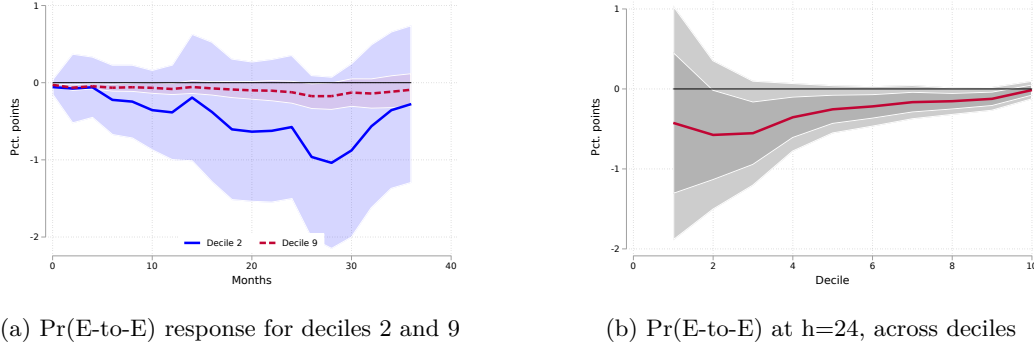 1
0
-1
-2
Pct. points
Decile 2
Decile 9
0
10
20
30
40
Months
(a) Pr(E-to-E) response for deciles 2 and 9
1
0
-1
-2
Pct. points
0
2
4
6
8
10
Decile
(b) Pr(E-to-E) at h=24, across deciles